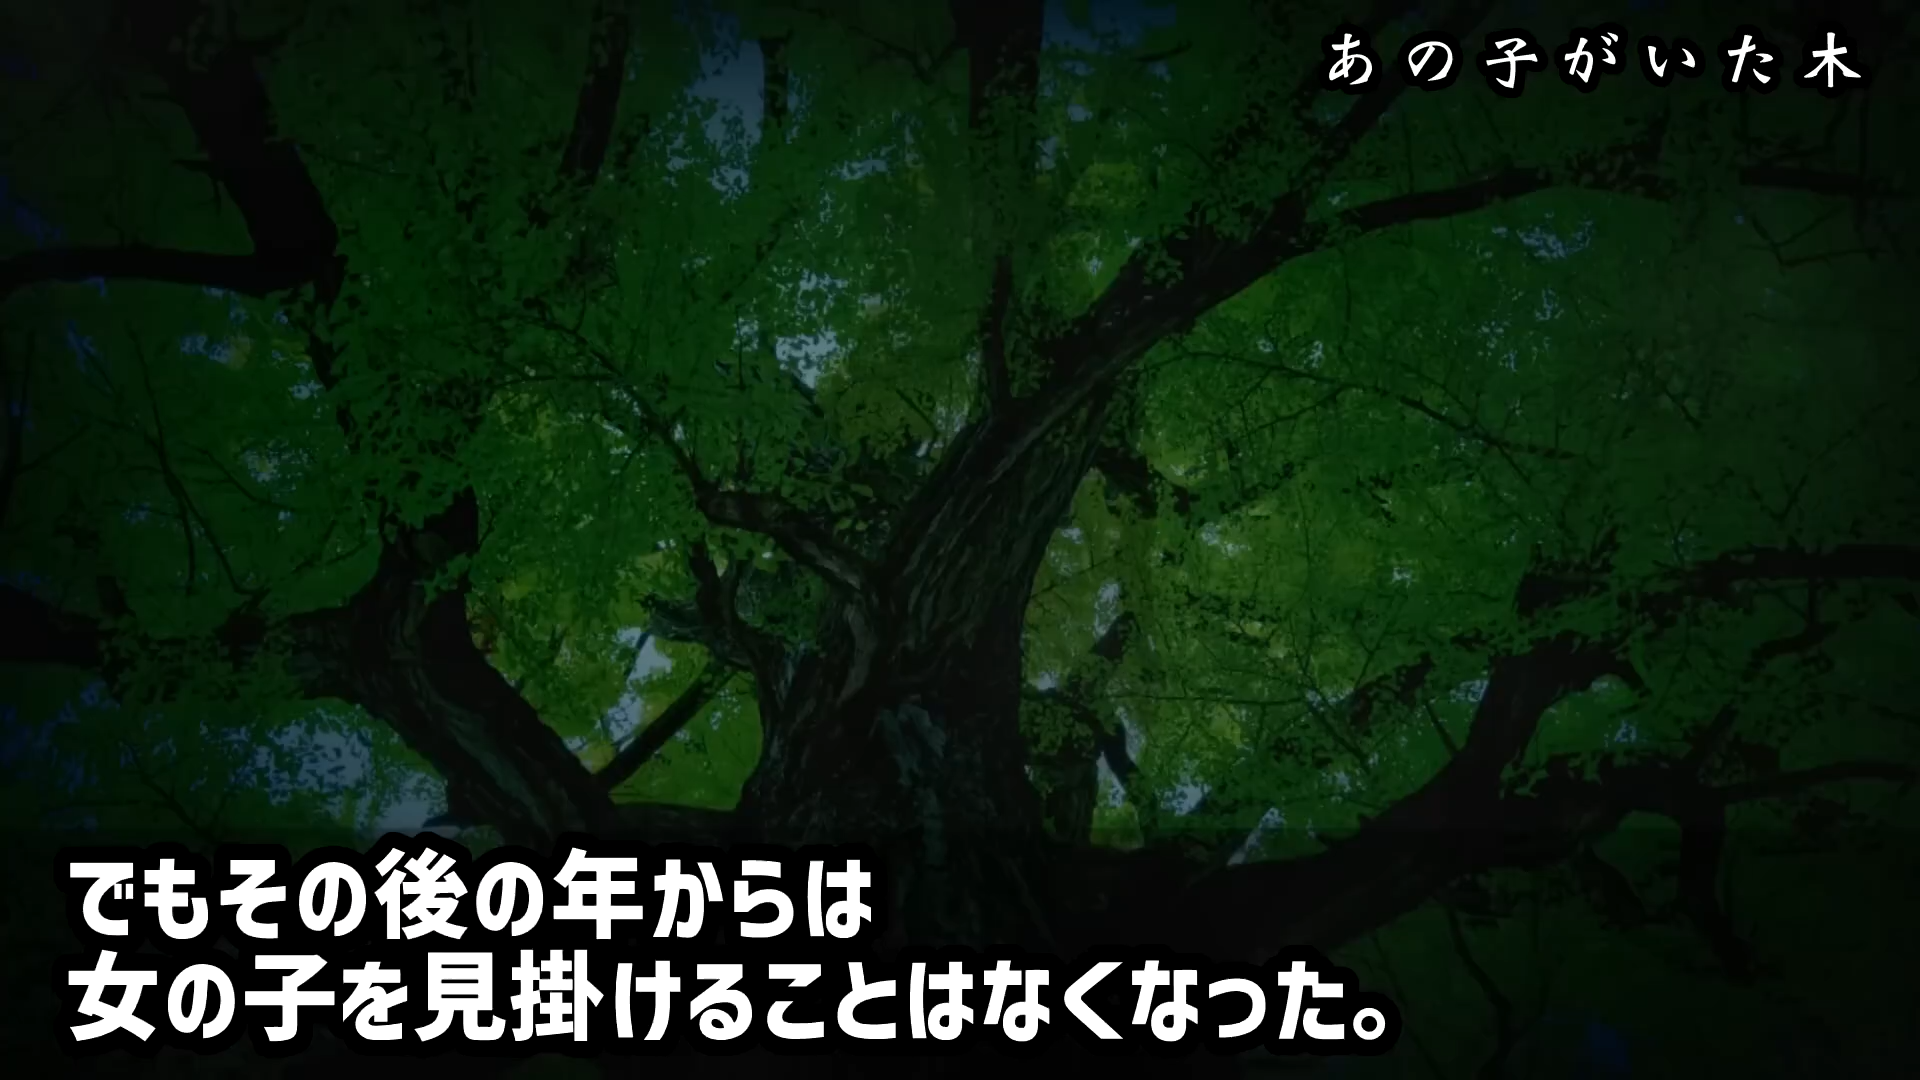 あの子がいた木
でもその後の年からは
女の子を見掛けることはなくなった。